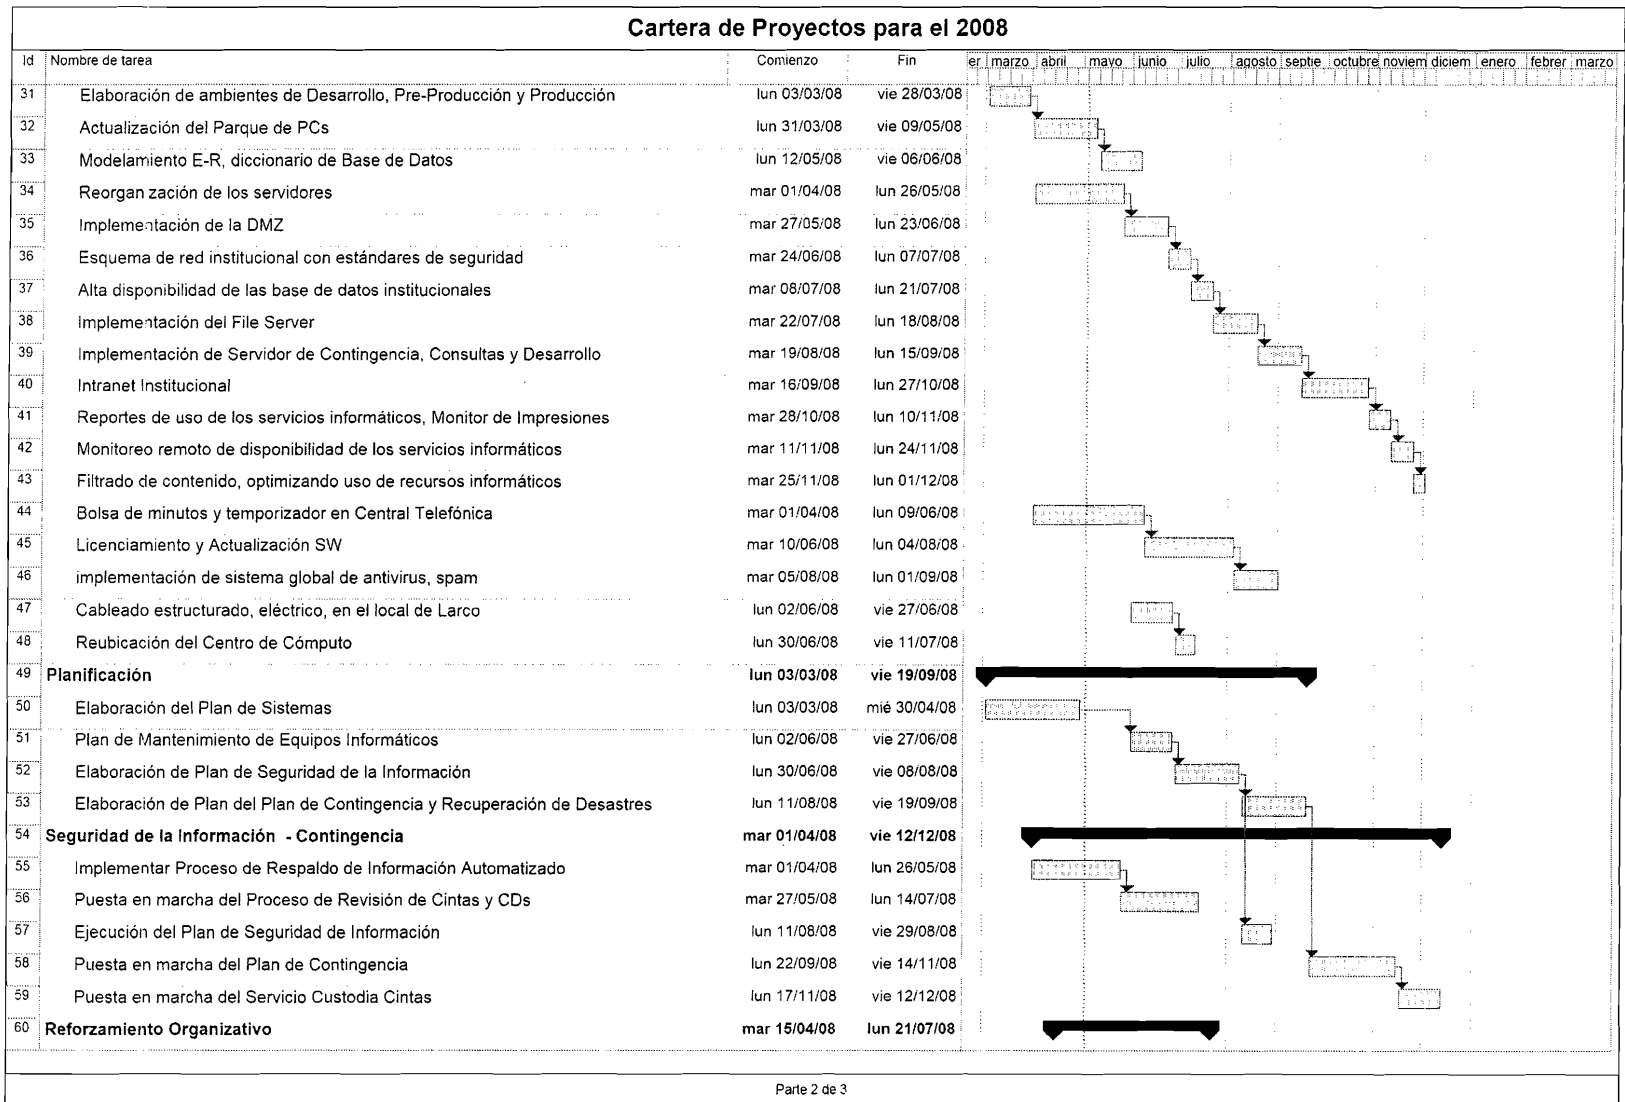 Cartera de Proyectos para el 2008
Id Nombre de tarea Comienzo Fin er marzo abril mayo junio julio agosto septie octubre noviem diciem enero febrer marzo
31 Elaboración de ambientes de Desarrollo, Pre-Producción y Producción lun 03/03/08 vie 28/03/08
32 Actualización del Parque de PCs lun 31/03/08 vie 09/05/08
33 Modelamiento E-R, diccionario de Base de Datos lun 12/05/08 vie 06/06/08
34 Reorgan zación de los servidores mar 01/04/08 lun 26/05/08
35 Implementación de la DMZ mar 27/05/08 lun 23/06/08
36 Esquema de red institucional con estándares de seguridad mar 24/06/08 lun 07/07/08
37 Alta disponibilidad de las base de datos institucionales mar 08/07/08 lun 21/07/08
38 Implementación del File Server mar 22/07/08 lun 18/08/08
39 Implementación de Servidor de Contingencia, Consultas y Desarrollo mar 19/08/08 lun 15/09/08
40 Intranet Institucional mar 16/09/08 lun 27/10/08
41 Reportes de uso de los servicios informáticos, Monitor de Impresiones mar 28/10/08 lun 10/11/08
42 Monitoreo remoto de disponibilidad de los servicios informáticos mar 11/11/08 lun 24/11/08
43 Filtrado de contenido, optimizando uso de recursos informáticos mar 25/11/08 lun 01/12/08
44 Bolsa de minutos y temporizador en Central Telefónica mar 01/04/08 lun 09/06/08
45 Licenciamiento y Actualización SW mar 10/06/08 lun 04/08/08
46 implementación de sistema global de antivirus, spam mar 05/08/08 lun 01/09/08
47 Cableado estructurado, eléctrico, en el local de Larco lun 02/06/08 vie 27/06/08
48 Reubicación del Centro de Cómputo lun 30/06/08 vie 11/07/08
49 Planificación lun 03/03/08 vie 19/09/08
50 Elaboración del Plan de Sistemas lun 03/03/08 mié 30/04/08
51 Plan de Mantenimiento de Equipos Informáticos lun 02/06/08 vie 27/06/08
52 Elaboración de Plan de Seguridad de la Información lun 30/06/08 vie 08/08/08
53 Elaboración de Plan del Plan de Contingencia y Recuperación de Desastres lun 11/08/08 vie 19/09/08
54 Seguridad de la Información - Contingencia mar 01/04/08 vie 12/12/08
55 Implementar Proceso de Respaldo de Información Automatizado mar 01/04/08 lun 26/05/08
56 Puesta en marcha del Proceso de Revisión de Cintas y CDs mar 27/05/08 lun 14/07/08
57 Ejecución del Plan de Seguridad de Información lun 11/08/08 vie 29/08/08
58 Puesta en marcha del Plan de Contingencia lun 22/09/08 vie 14/11/08
59 Puesta en marcha del Servicio Custodia Cintas lun 17/11/08 vie 12/12/08
60 Reforzamiento Organizativo mar 15/04/08 lun 21/07/08
Parte 2 de 3